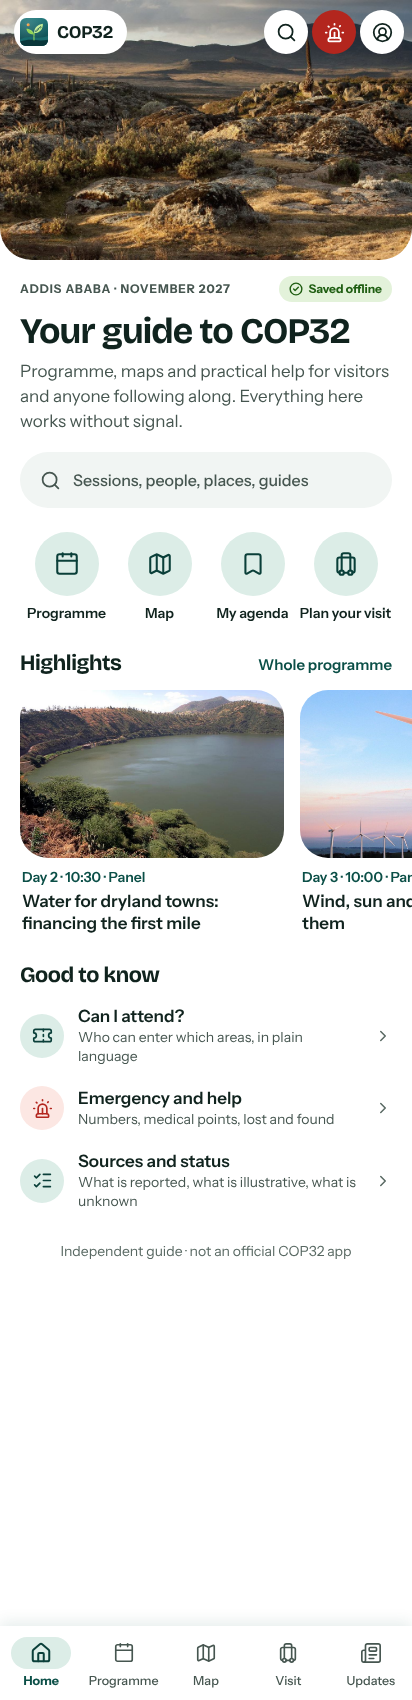 COP32
ADDIS ABABA · NOVEMBER 2027
Saved offline
Your guide to COP32
Programme, maps and practical help for visitors
and anyone following along. Everything here
works without signal.
Sessions, people, places, guides
Programme
Map
My agenda
Plan your visit
Highlights
Whole programme
Day 2 · 10:30 · Panel
Water for dryland towns:
financing the first mile
Day 3 · 10:00 ·
Wind, sun
them
Good to know
Can I attend?
Who can enter which areas, in plain
language
Emergency and help
Numbers, medical points, lost and found
Sources and status
What is reported, what is illustrative, what is
unknown
Independent guide · not an official COP32 app
Home
Programme
Map
Visit
Updates